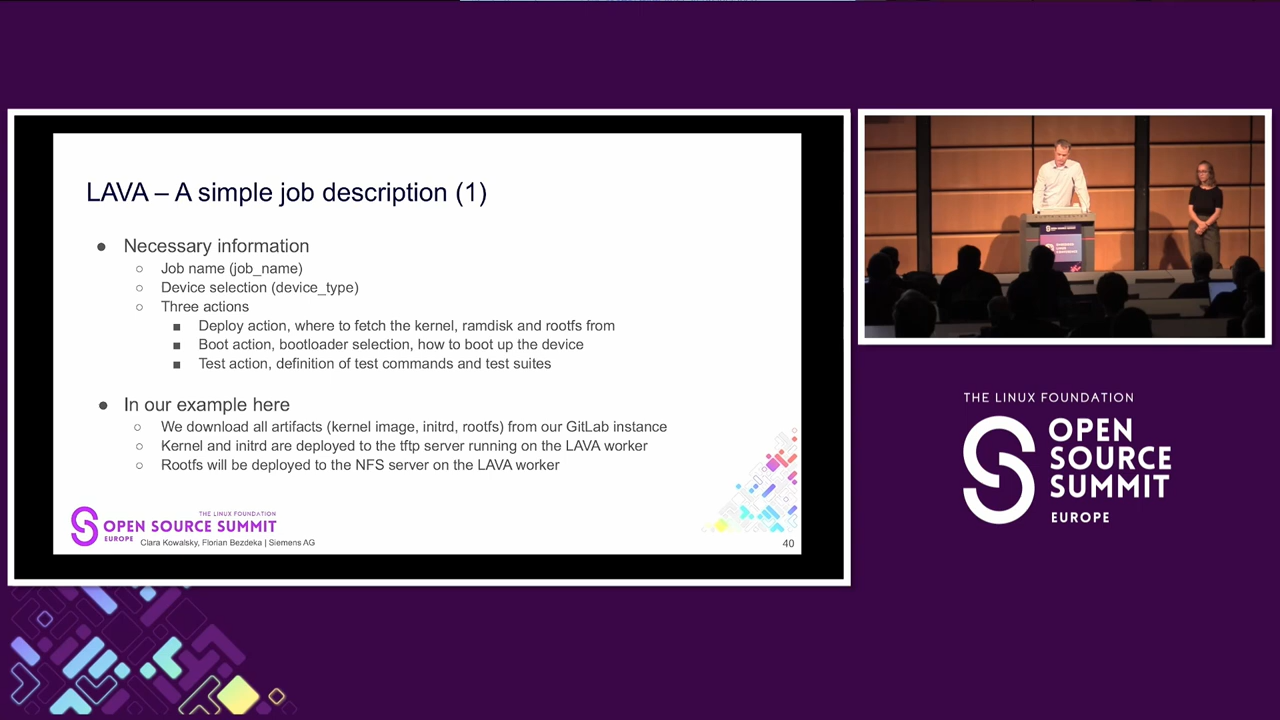 LAVA – A simple job description (1)
● Necessary information
○ Job name (job_name)
○ Device selection (device_type)
○ Three actions
■ Deploy action, where to fetch the kernel, ramdisk and rootfs from
■ Boot action, bootloader selection, how to boot up the device
■ Test action, definition of test commands and test suites
● In our example here
○ We download all artifacts (kernel image, initrd, rootfs) from our GitLab instance
○ Kernel and initrd are deployed to the tftp server running on the LAVA worker
○ Rootfs will be deployed to the NFS server on the LAVA worker
THE LINUX FOUNDATION
OPEN SOURCE SUMMIT
EUROPE
Clara Kowalsky, Florian Bezdeka | Siemens AG
40
THE LINUX FOUNDATION
OPEN
SOURCE
SUMMIT
EUROPE